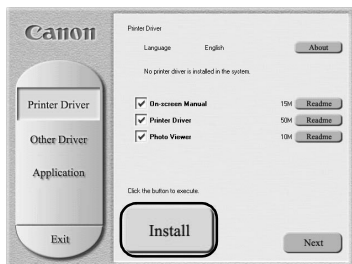 Canon
Printer Driver
Language English About
No printer driver is installed in the system.
Printer Driver
Other Driver
Application
Exit
On-screen Manual 15M Readme
Printer Driver 50M Readme
Photo Viewer 10M Readme
Click the button to execute.
Install
Next